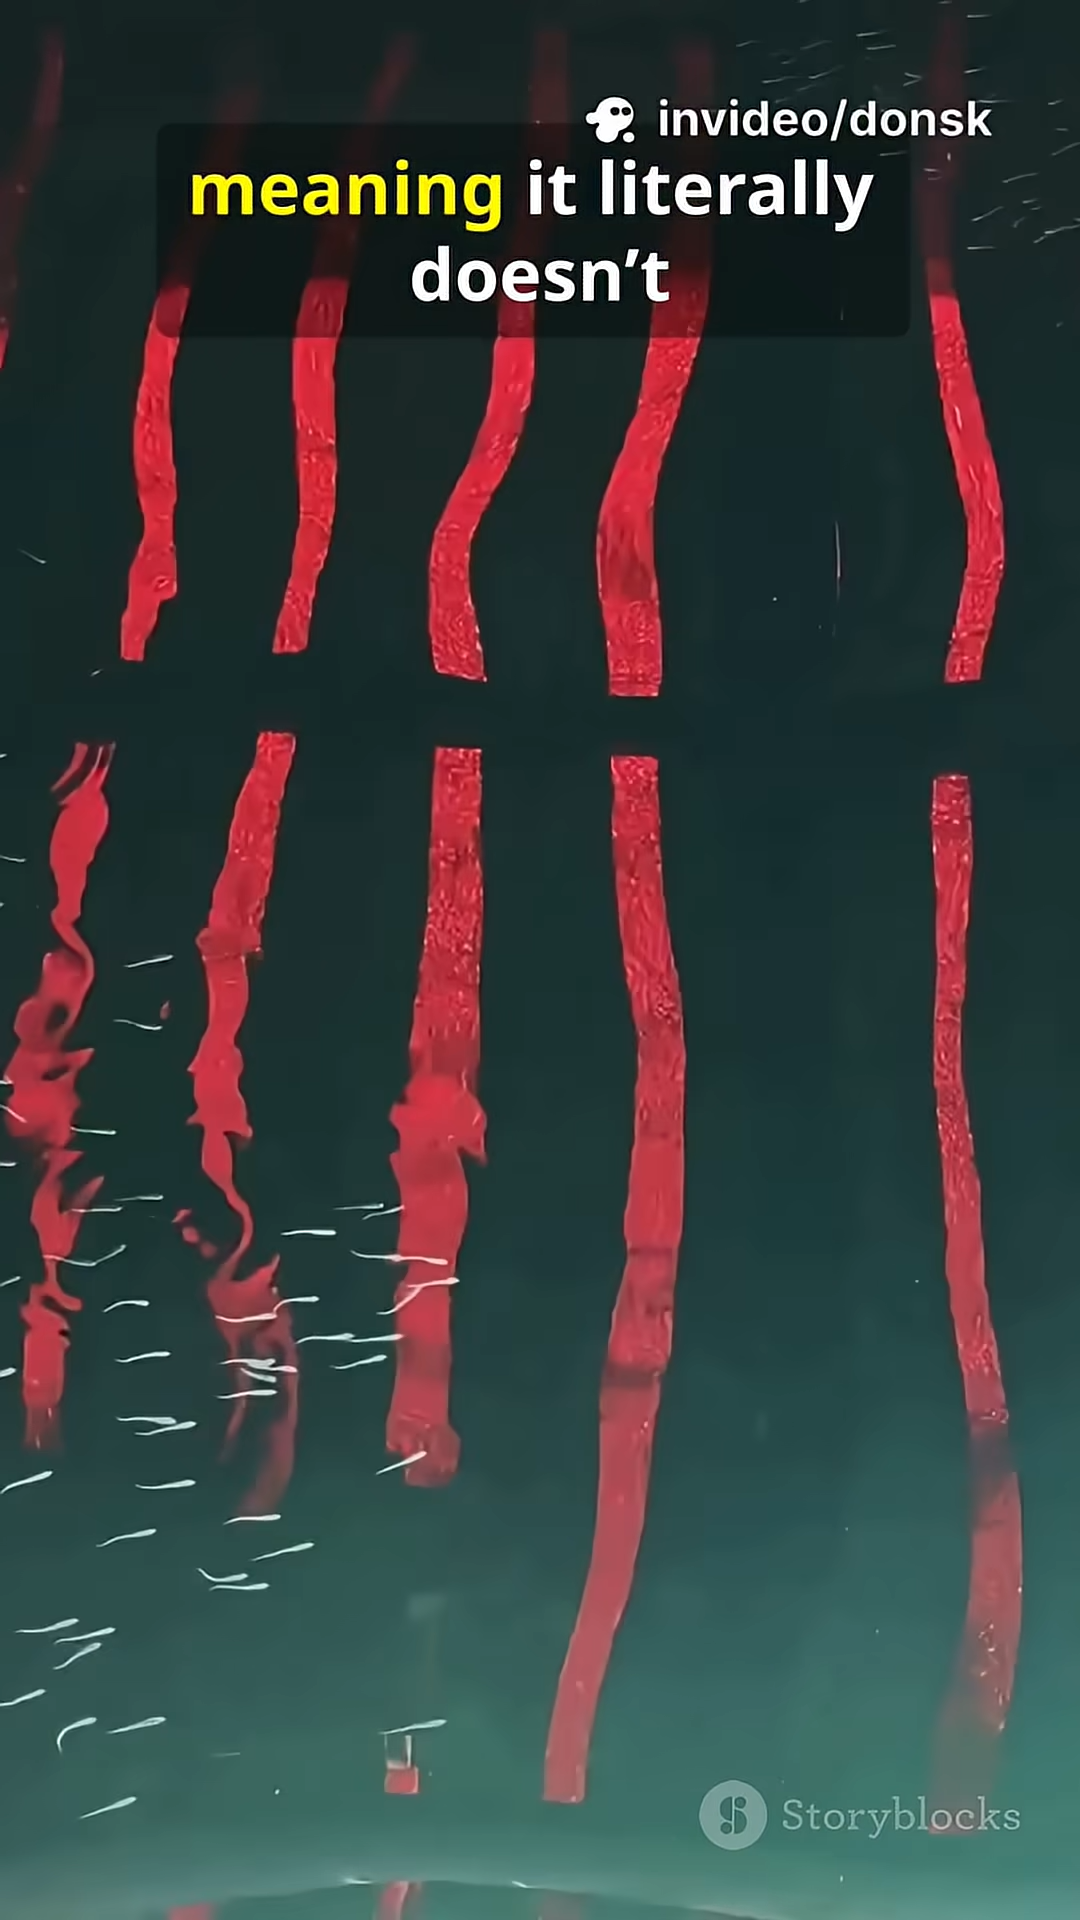 invideo/donsk
meaning it literally
doesn’t
Storyblocks